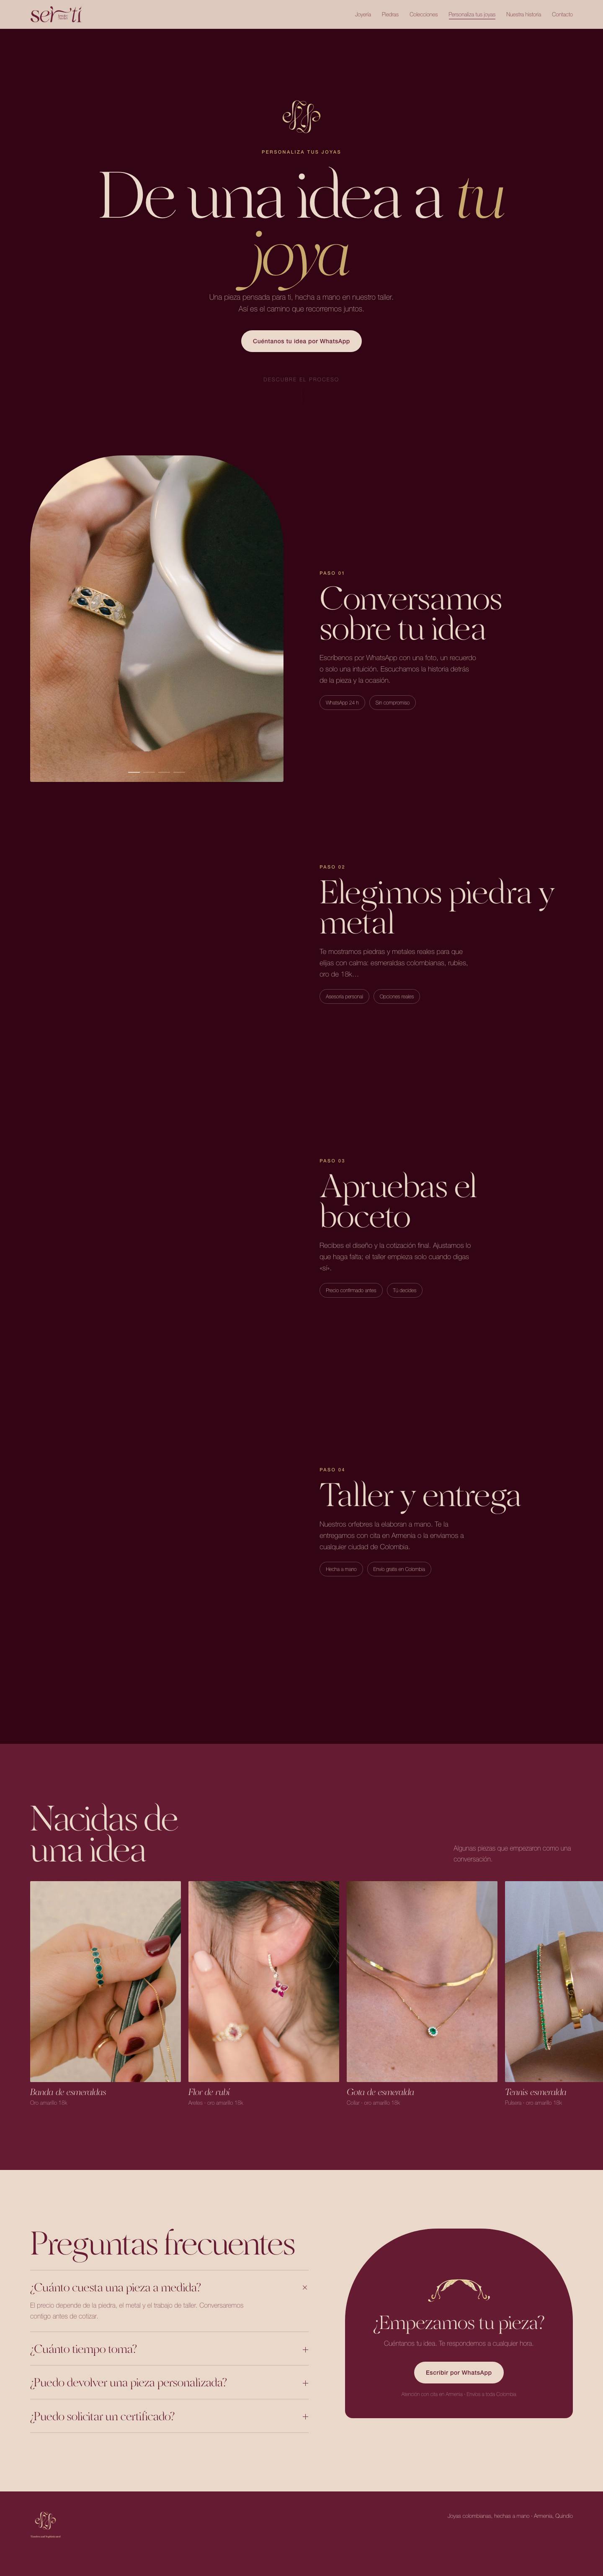 ser ti
Joyería Piedras Colecciones Personaliza tus joyas Nuestra historia Contacto
PERSONALIZA TUS JOYAS
De una idea a tu
joya
Una pieza pensada para ti, hecha a mano en nuestro taller.
Así es el camino que recorremos juntos.
Cuéntanos tu idea por WhatsApp
DESCUBRE EL PROCESO
PASO 01
Conversamos
sobre tu idea
Escríbenos por WhatsApp con una foto, un recuerdo
o solo una intuición. Escuchamos la historia detrás
de la pieza y la ocasión.
WhatsApp 24 h Sin compromiso
PASO 02
Elegimos piedra y
metal
Te mostramos piedras y metales reales para que
elijas con calma: esmeraldas colombianas, rubíes,
oro de 18k…
Asesoría personal Opciones reales
PASO 03
Apruebas el
boceto
Recibes el diseño y la cotización final. Ajustamos lo
que haga falta; el taller empieza solo cuando digas
«sí».
Precio confirmado antes Tú decides
PASO 04
Taller y entrega
Nuestros orfebres la elaboran a mano. Te la
entregamos con cita en Armenia o la enviamos a
cualquier ciudad de Colombia.
Hecha a mano Envío gratis en Colombia
Nacidas de
una idea
Algunas piezas que empezaron como una
conversación.
Banda de esmeraldas
Oro amarillo 18k
Flor de rubí
Aretes · oro amarillo 18k
Gota de esmeralda
Collar · oro amarillo 18k
Tennis esmeralda
Pulsera · oro amarillo 18k
Preguntas frecuentes
¿Cuánto cuesta una pieza a medida?
El precio depende de la piedra, el metal y el trabajo de taller. Conversaremos
contigo antes de cotizar.
¿Cuánto tiempo toma?
¿Puedo devolver una pieza personalizada?
¿Puedo solicitar un certificado?
¿Empezamos tu pieza?
Cuéntanos tu idea. Te respondemos a cualquier hora.
Escribir por WhatsApp
Atención con cita en Armenia · Envíos a toda Colombia
Joyas colombianas, hechas a mano · Armenia, Quindío